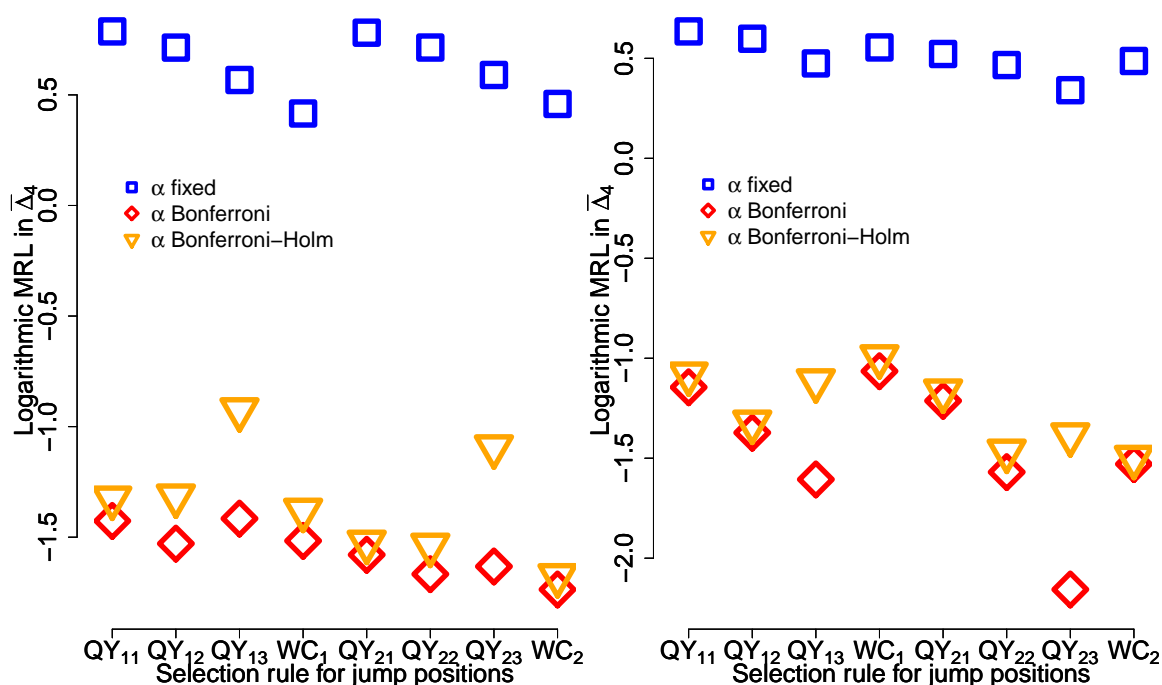 Logarithmic MRL in Δ̅₄
0.5
0.0
−0.5
−1.0
−1.5
α fixed
α Bonferroni
α Bonferroni−Holm
QY₁₁ QY₁₂ QY₁₃ WC₁ QY₂₁ QY₂₂ QY₂₃ WC₂
Selection rule for jump positions
Logarithmic MRL in Δ̅₄
0.5
0.0
−0.5
−1.0
−1.5
−2.0
α fixed
α Bonferroni
α Bonferroni−Holm
QY₁₁ QY₁₂ QY₁₃ WC₁ QY₂₁ QY₂₂ QY₂₃ WC₂
Selection rule for jump positions